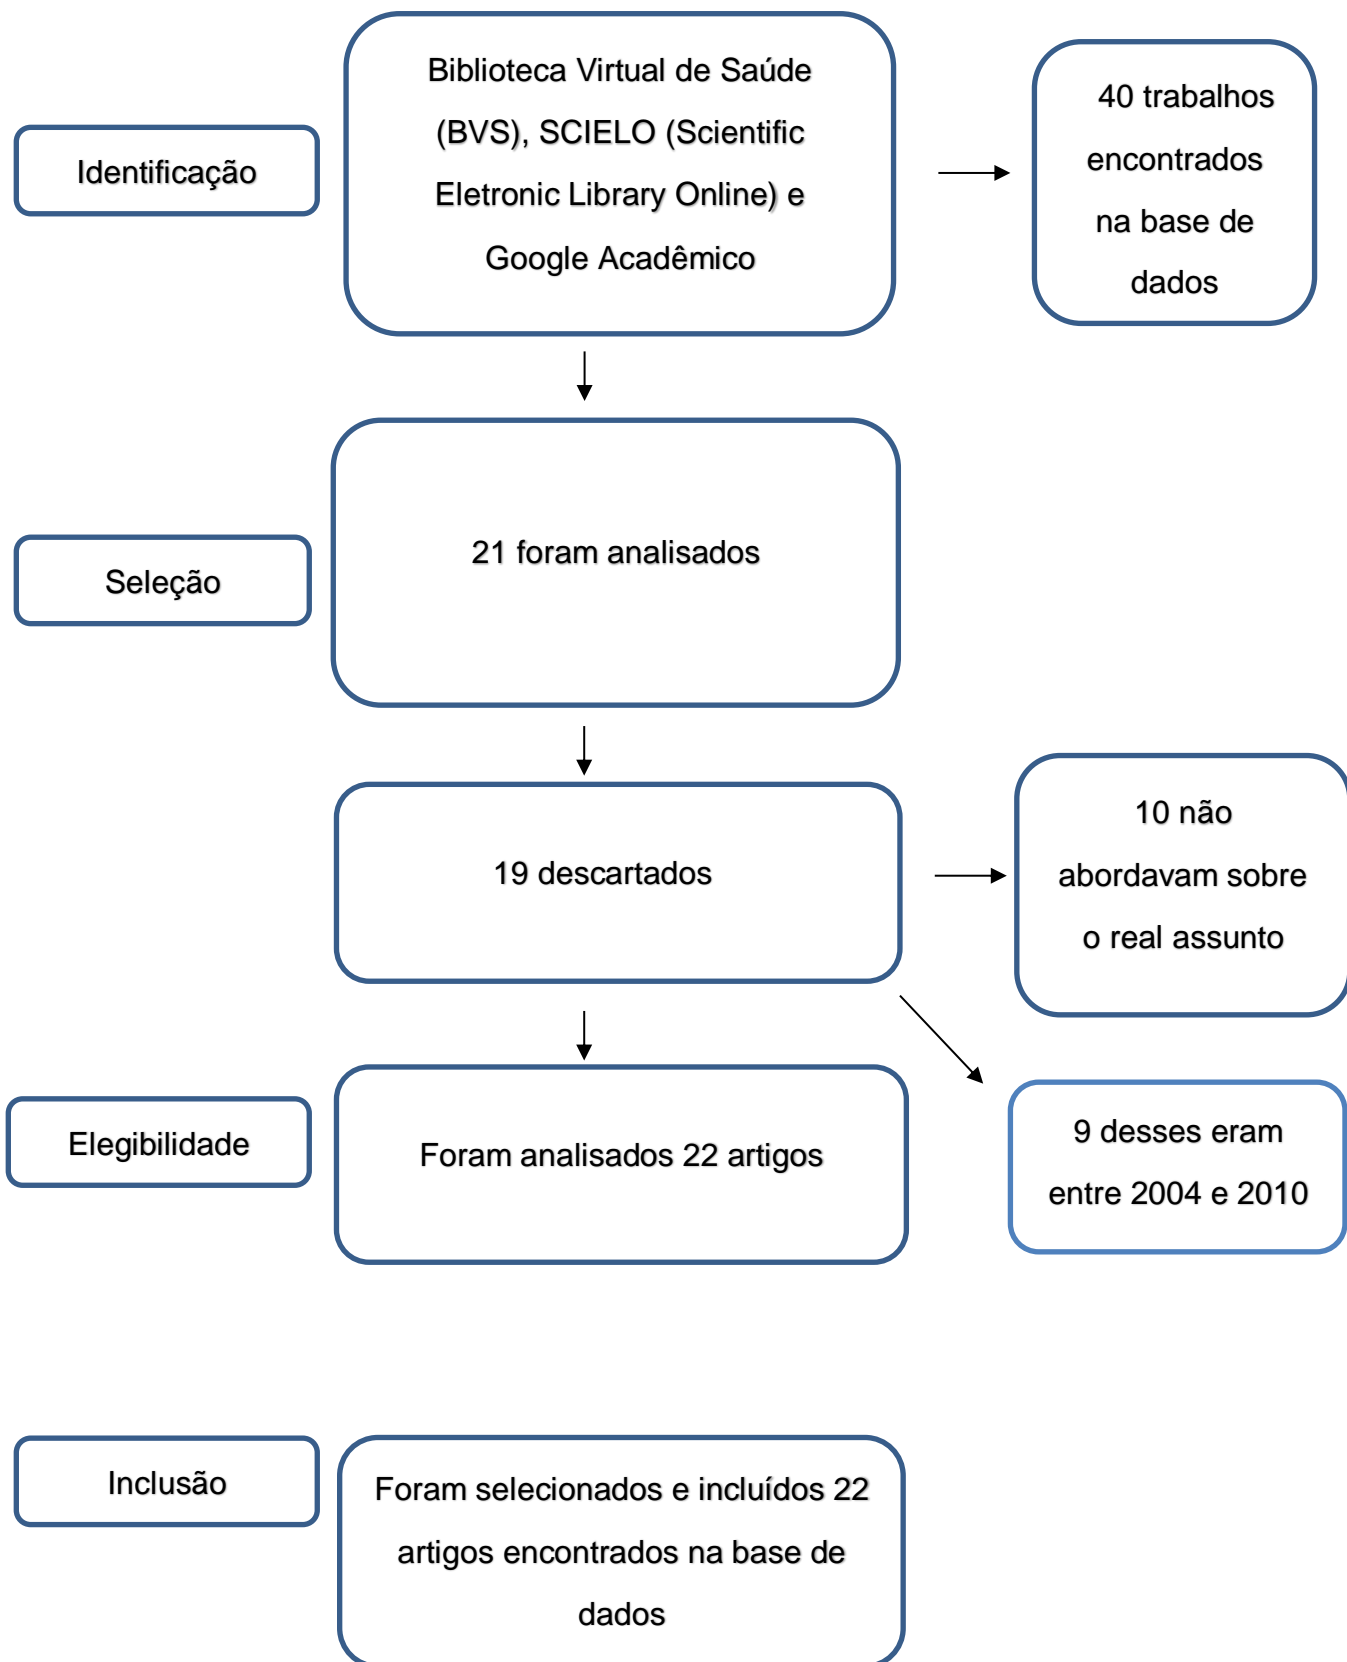 Identificação
Biblioteca Virtual de Saúde
(BVS), SCIELO (Scientific
Eletronic Library Online) e
Google Acadêmico
40 trabalhos
encontrados
na base de
dados
Seleção
21 foram analisados
19 descartados
10 não
abordavam sobre
o real assunto
9 desses eram
entre 2004 e 2010
Elegibilidade
Foram analisados 22 artigos
Inclusão
Foram selecionados e incluídos 22
artigos encontrados na base de
dados